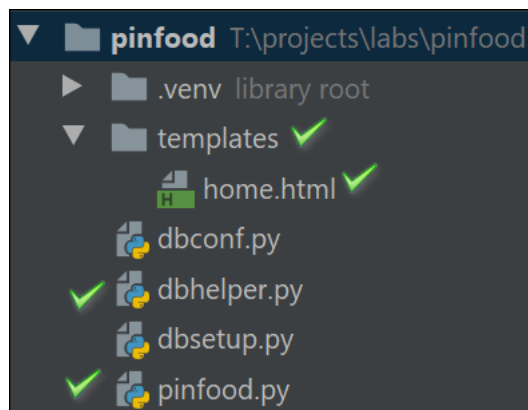 pinfood T:\projects\labs\pinfood
.venv library root
templates
H home.html
dbconf.py
dbhelper.py
dbsetup.py
pinfood.py